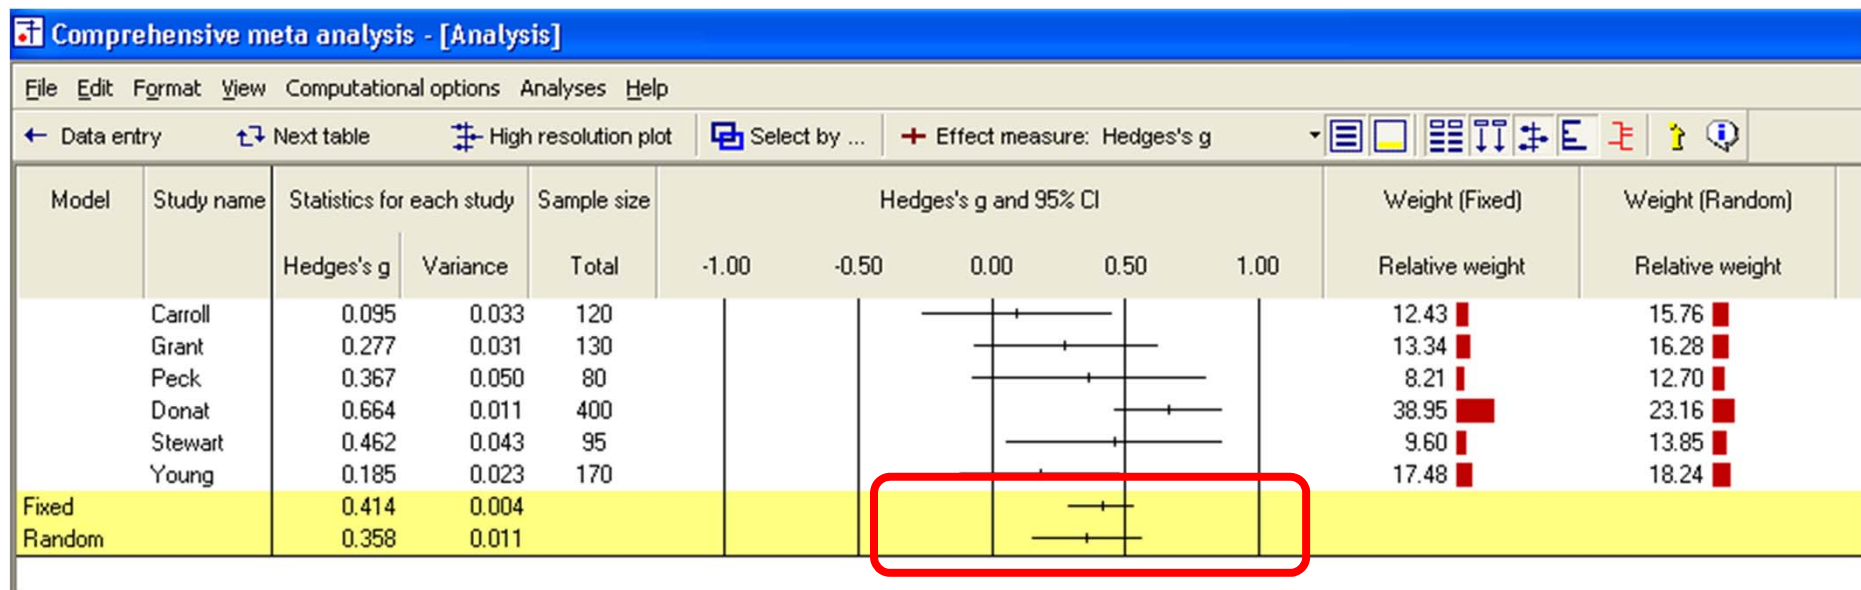 Comprehensive meta analysis - [Analysis]
File Edit Format View Computational options Analyses Help
Data entry Next table High resolution plot Select by ... Effect measure: Hedges's g
Model Study name Statistics for each study Sample size Hedges's g and 95% CI Weight (Fixed) Weight (Random)
Hedges's g Variance Total -1.00 -0.50 0.00 0.50 1.00 Relative weight Relative weight
Carroll 0.095 0.033 120 12.43 15.76
Grant 0.277 0.031 130 13.34 16.28
Peck 0.367 0.050 80 8.21 12.70
Donat 0.664 0.011 400 38.95 23.16
Stewart 0.462 0.043 95 9.60 13.85
Young 0.185 0.023 170 17.48 18.24
Fixed 0.414 0.004
Random 0.358 0.011